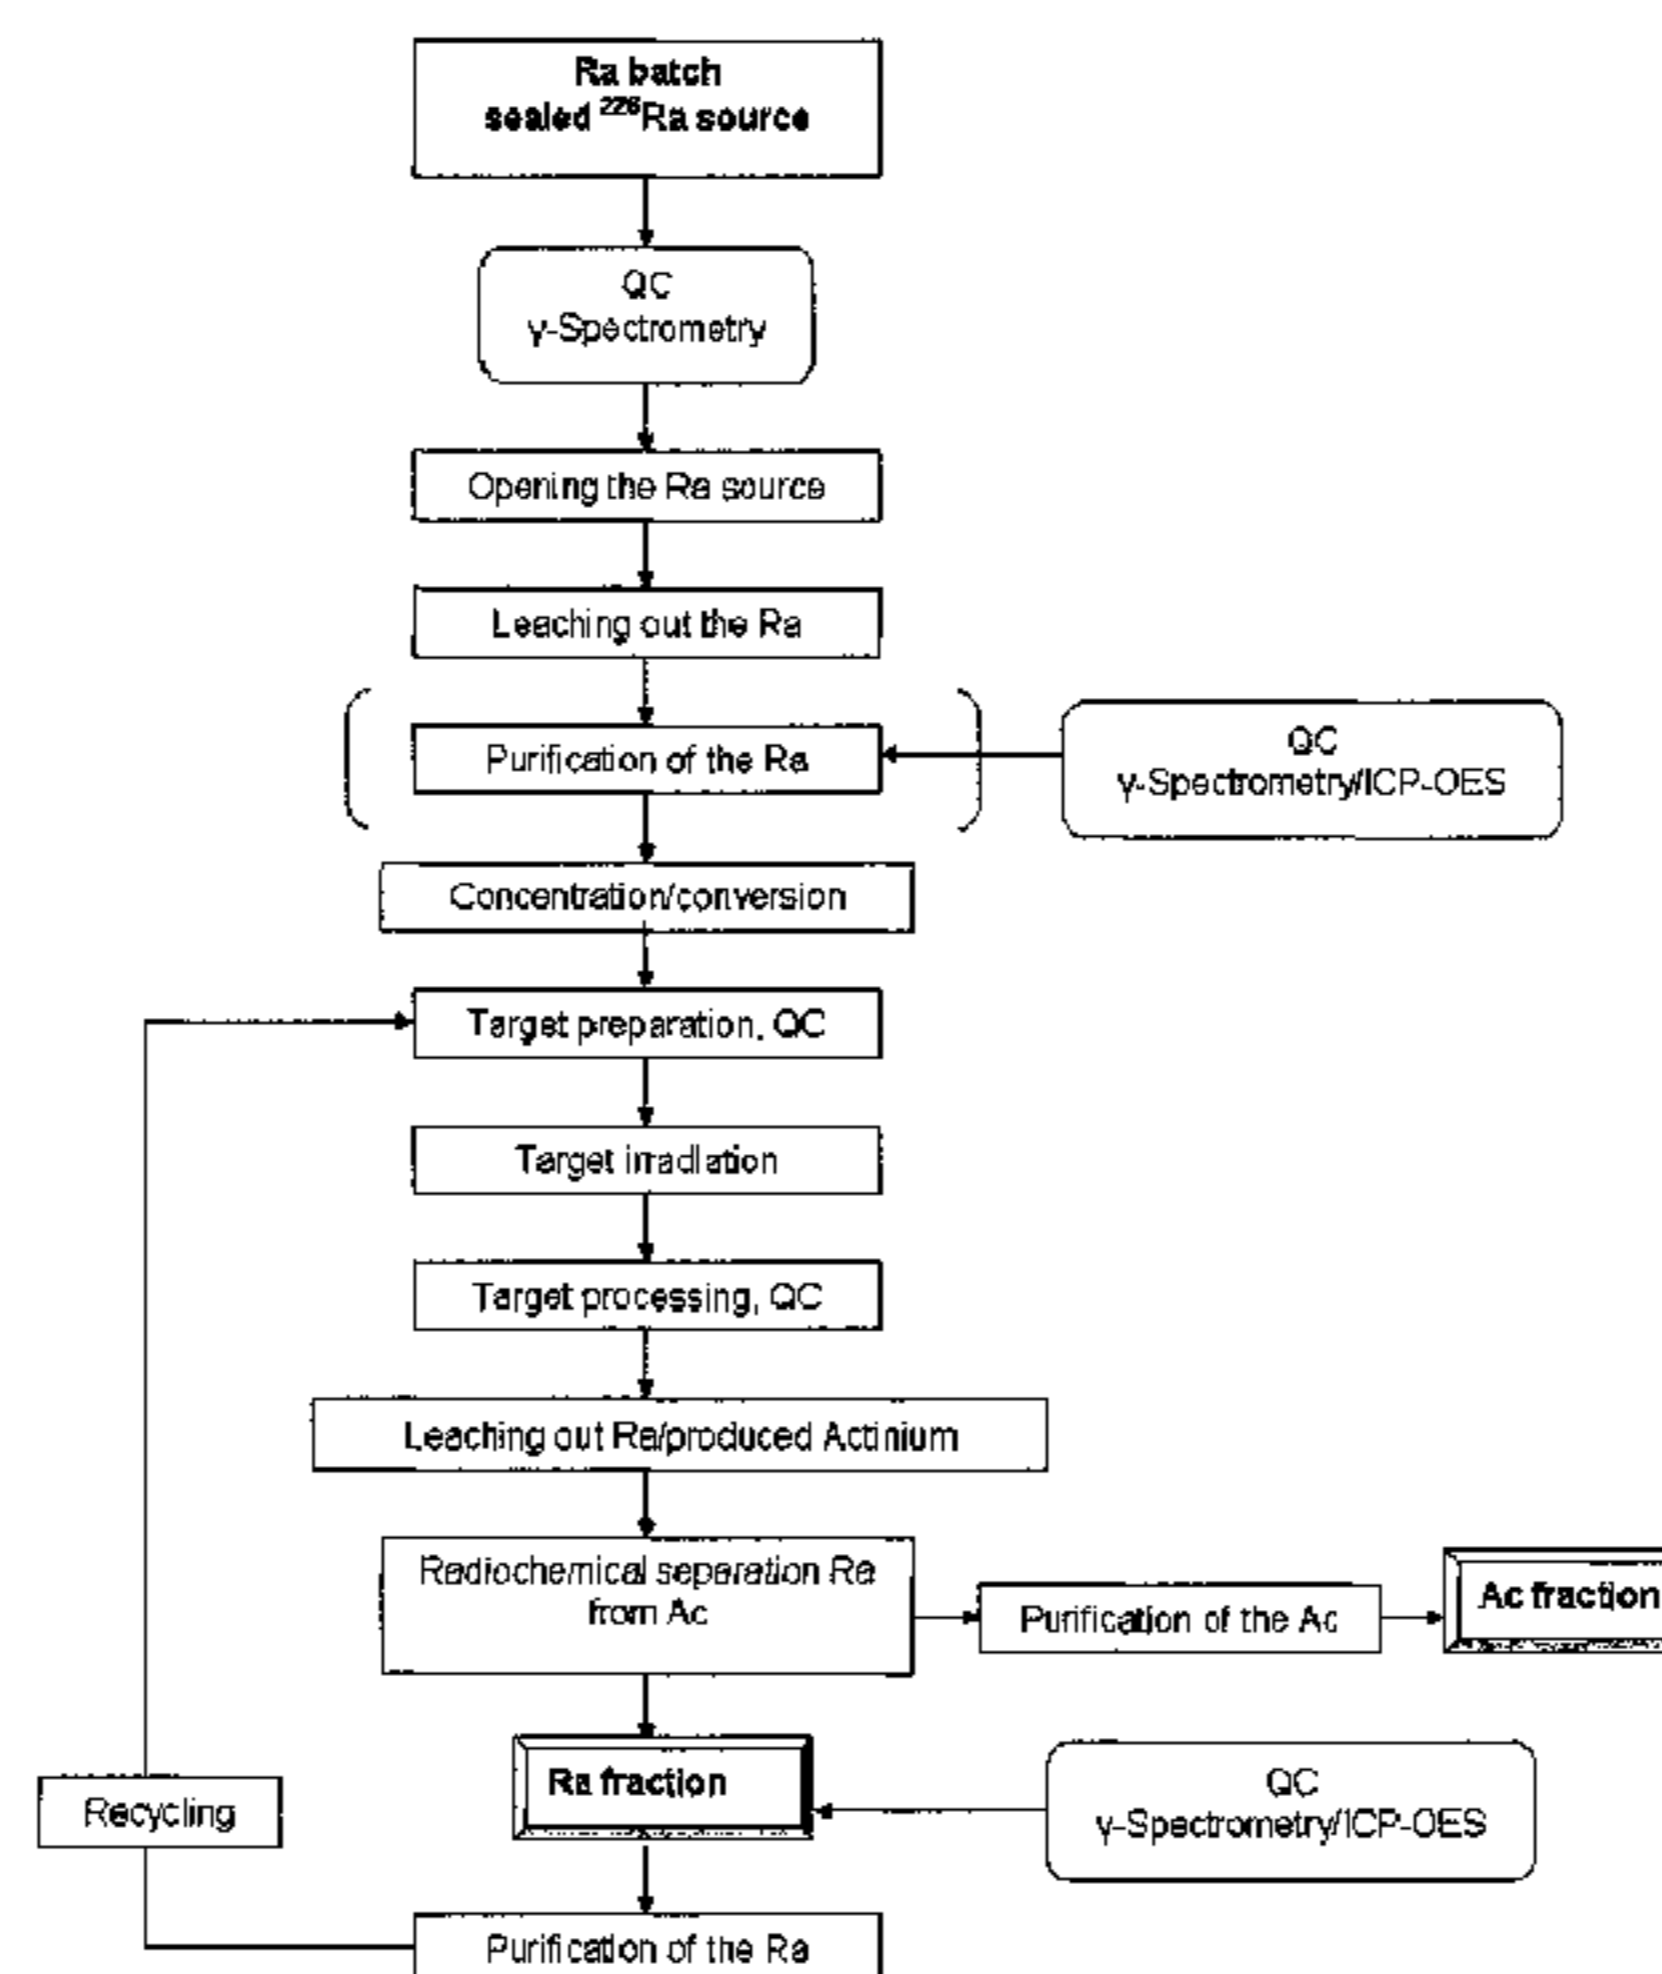 Ra batch
sealed ²²⁶Ra source
QC
γ-Spectrometry
Opening the Ra source
Leaching out the Ra
Purification of the Ra
QC
γ-Spectrometry/ICP-OES
Concentration/conversion
Target preparation, QC
Target irradiation
Target processing, QC
Leaching out Ra/produced Actinium
Radiochemical separation Ra
from Ac
Purification of the Ac
Ac fraction
Ra fraction
QC
γ-Spectrometry/ICP-OES
Recycling
Purification of the Ra